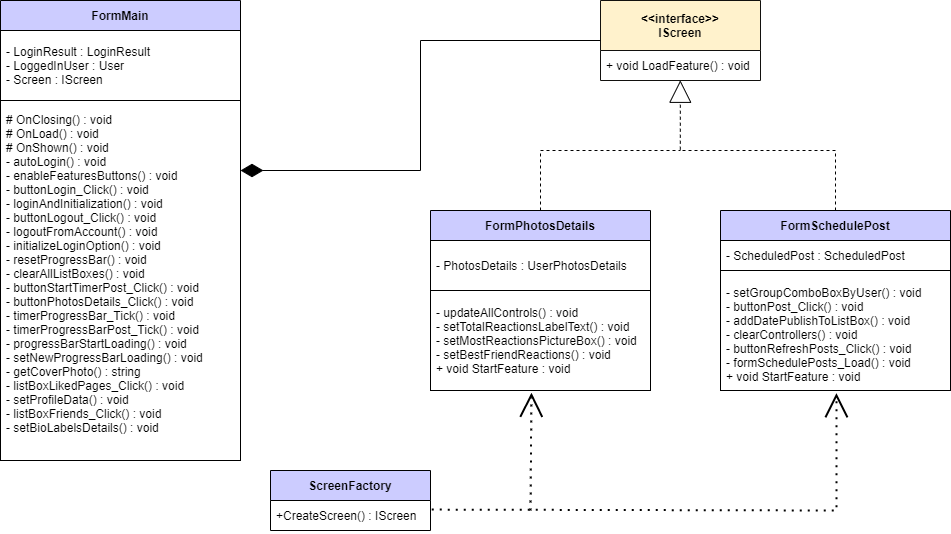 FormMain
- LoginResult : LoginResult
- LoggedInUser : User
- Screen : IScreen
# OnClosing() : void
# OnLoad() : void
# OnShown() : void
- autoLogin() : void
- enableFeaturesButtons() : void
- buttonLogin_Click() : void
- loginAndInitialization() : void
- buttonLogout_Click() : void
- logoutFromAccount() : void
- initializeLoginOption() : void
- resetProgressBar() : void
- clearAllListBoxes() : void
- buttonStartTimerPost_Click() : void
- buttonPhotosDetails_Click() : void
- timerProgressBar_Tick() : void
- timerProgressBarPost_Tick() : void
- progressBarStartLoading() : void
- setNewProgressBarLoading() : void
- getCoverPhoto() : string
- listBoxLikedPages_Click() : void
- setProfileData() : void
- listBoxFriends_Click() : void
- setBioLabelsDetails() : void
<<interface>>
IScreen
+ void LoadFeature() : void
FormPhotosDetails
- PhotosDetails : UserPhotosDetails
- updateAllControls() : void
- setTotalReactionsLabelText() : void
- setMostReactionsPictureBox() : void
- setBestFriendReactions() : void
+ void StartFeature : void
FormSchedulePost
- ScheduledPost : ScheduledPost
- setGroupComboBoxByUser() : void
- buttonPost_Click() : void
- addDatePublishToListBox() : void
- clearControllers() : void
- buttonRefreshPosts_Click() : void
- formSchedulePosts_Load() : void
+ void StartFeature : void
ScreenFactory
+CreateScreen() : IScreen